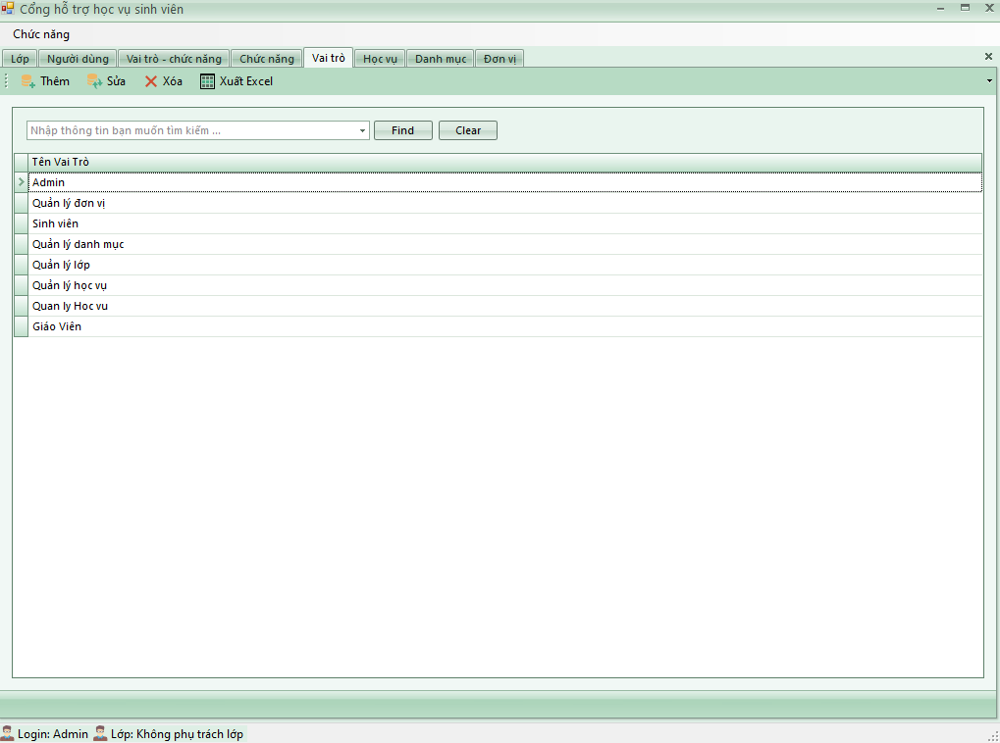 Cổng hỗ trợ học vụ sinh viên
Chức năng
Lớp Người dùng Vai trò - chức năng Chức năng Vai trò Học vụ Danh mục Đơn vị
Thêm Sửa Xóa Xuất Excel
Nhập thông tin bạn muốn tìm kiếm ... Find Clear
Tên Vai Trò
Admin
Quản lý đơn vị
Sinh viên
Quản lý danh mục
Quản lý lớp
Quản lý học vụ
Quan ly Hoc vu
Giáo Viên
Login: Admin Lớp: Không phụ trách lớp